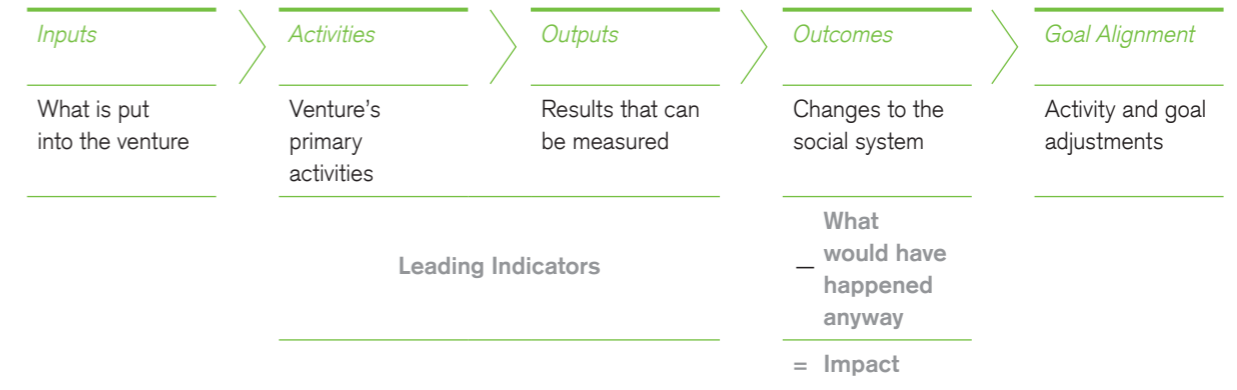 Inputs
Activities
Outputs
Outcomes
Goal Alignment
What is put
into the venture
Venture's
primary
activities
Results that can
be measured
Changes to the
social system
Activity and goal
adjustments
Leading Indicators
– What
would have
happened
anyway
= Impact